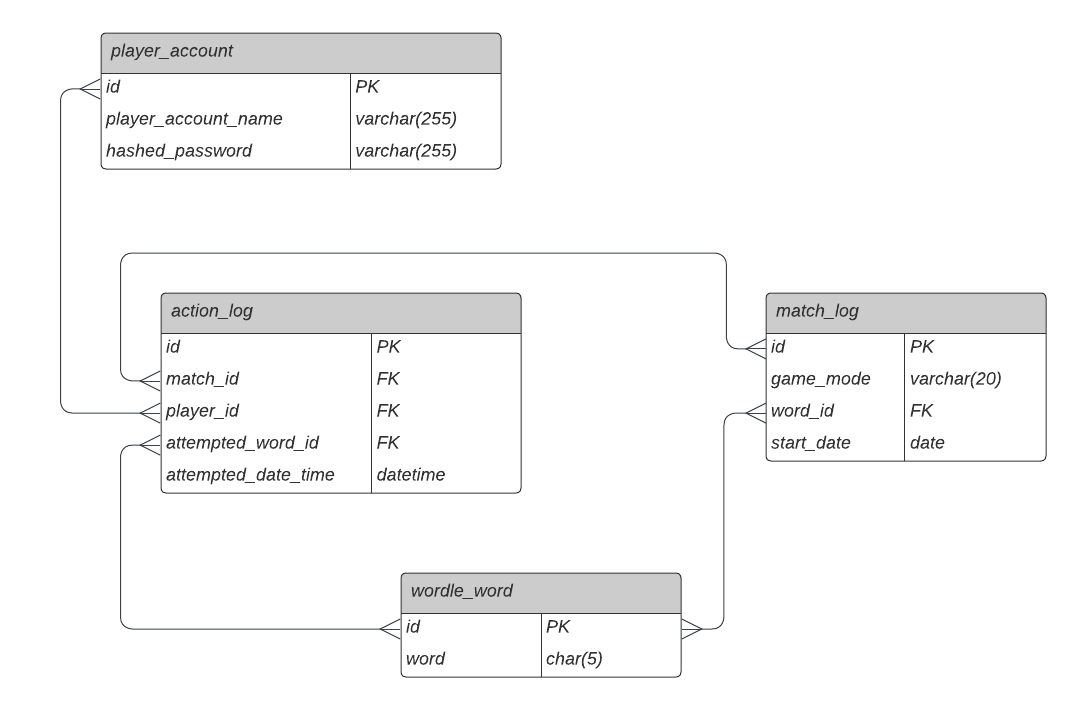 player_account
id PK
player_account_name varchar(255)
hashed_password varchar(255)
action_log
id PK
match_id FK
player_id FK
attempted_word_id FK
attempted_date_time datetime
match_log
id PK
game_mode varchar(20)
word_id FK
start_date date
wordle_word
id PK
word char(5)